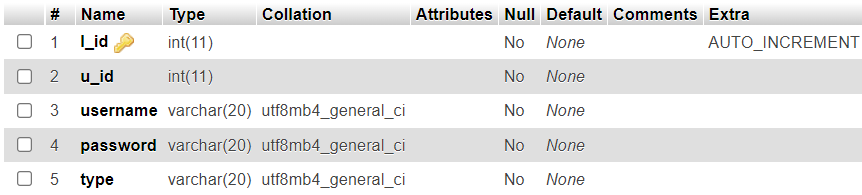 # Name Type Collation Attributes Null Default Comments Extra
1 l_id int(11) No None AUTO_INCREMENT
2 u_id int(11) No None
3 username varchar(20) utf8mb4_general_ci No None
4 password varchar(20) utf8mb4_general_ci No None
5 type varchar(20) utf8mb4_general_ci No None